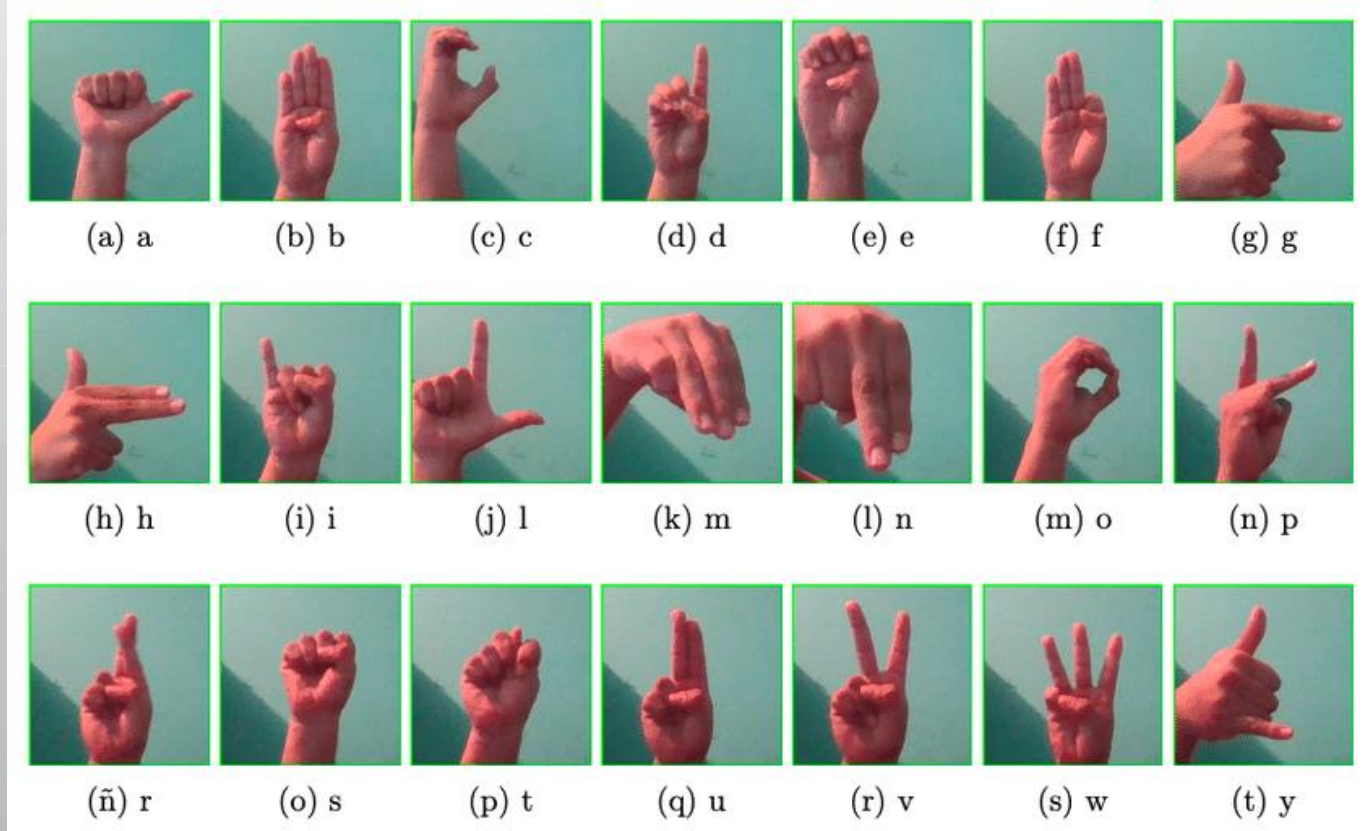 (a) a (b) b (c) c (d) d (e) e (f) f (g) g
(h) h (i) i (j) l (k) m (l) n (m) o (n) p
(ñ) r (o) s (p) t (q) u (r) v (s) w (t) y